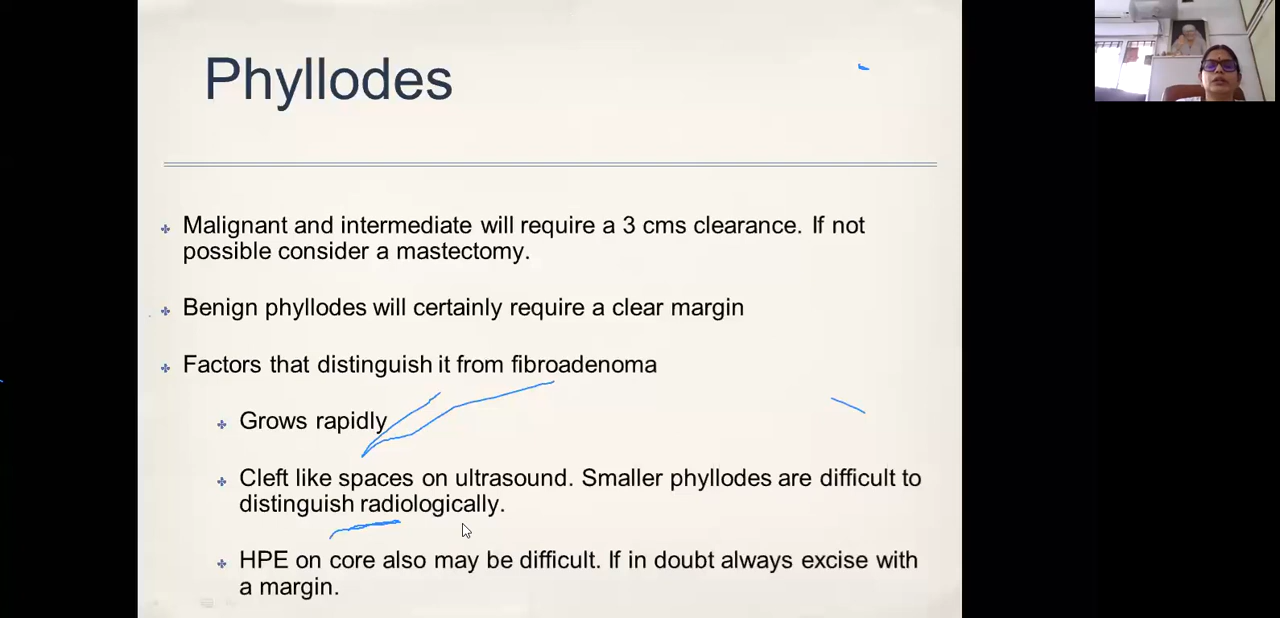 Phyllodes
Malignant and intermediate will require a 3 cms clearance. If not
possible consider a mastectomy.
Benign phyllodes will certainly require a clear margin
Factors that distinguish it from fibroadenoma
Grows rapidly
Cleft like spaces on ultrasound. Smaller phyllodes are difficult to
distinguish radiologically.
HPE on core also may be difficult. If in doubt always excise with
a margin.